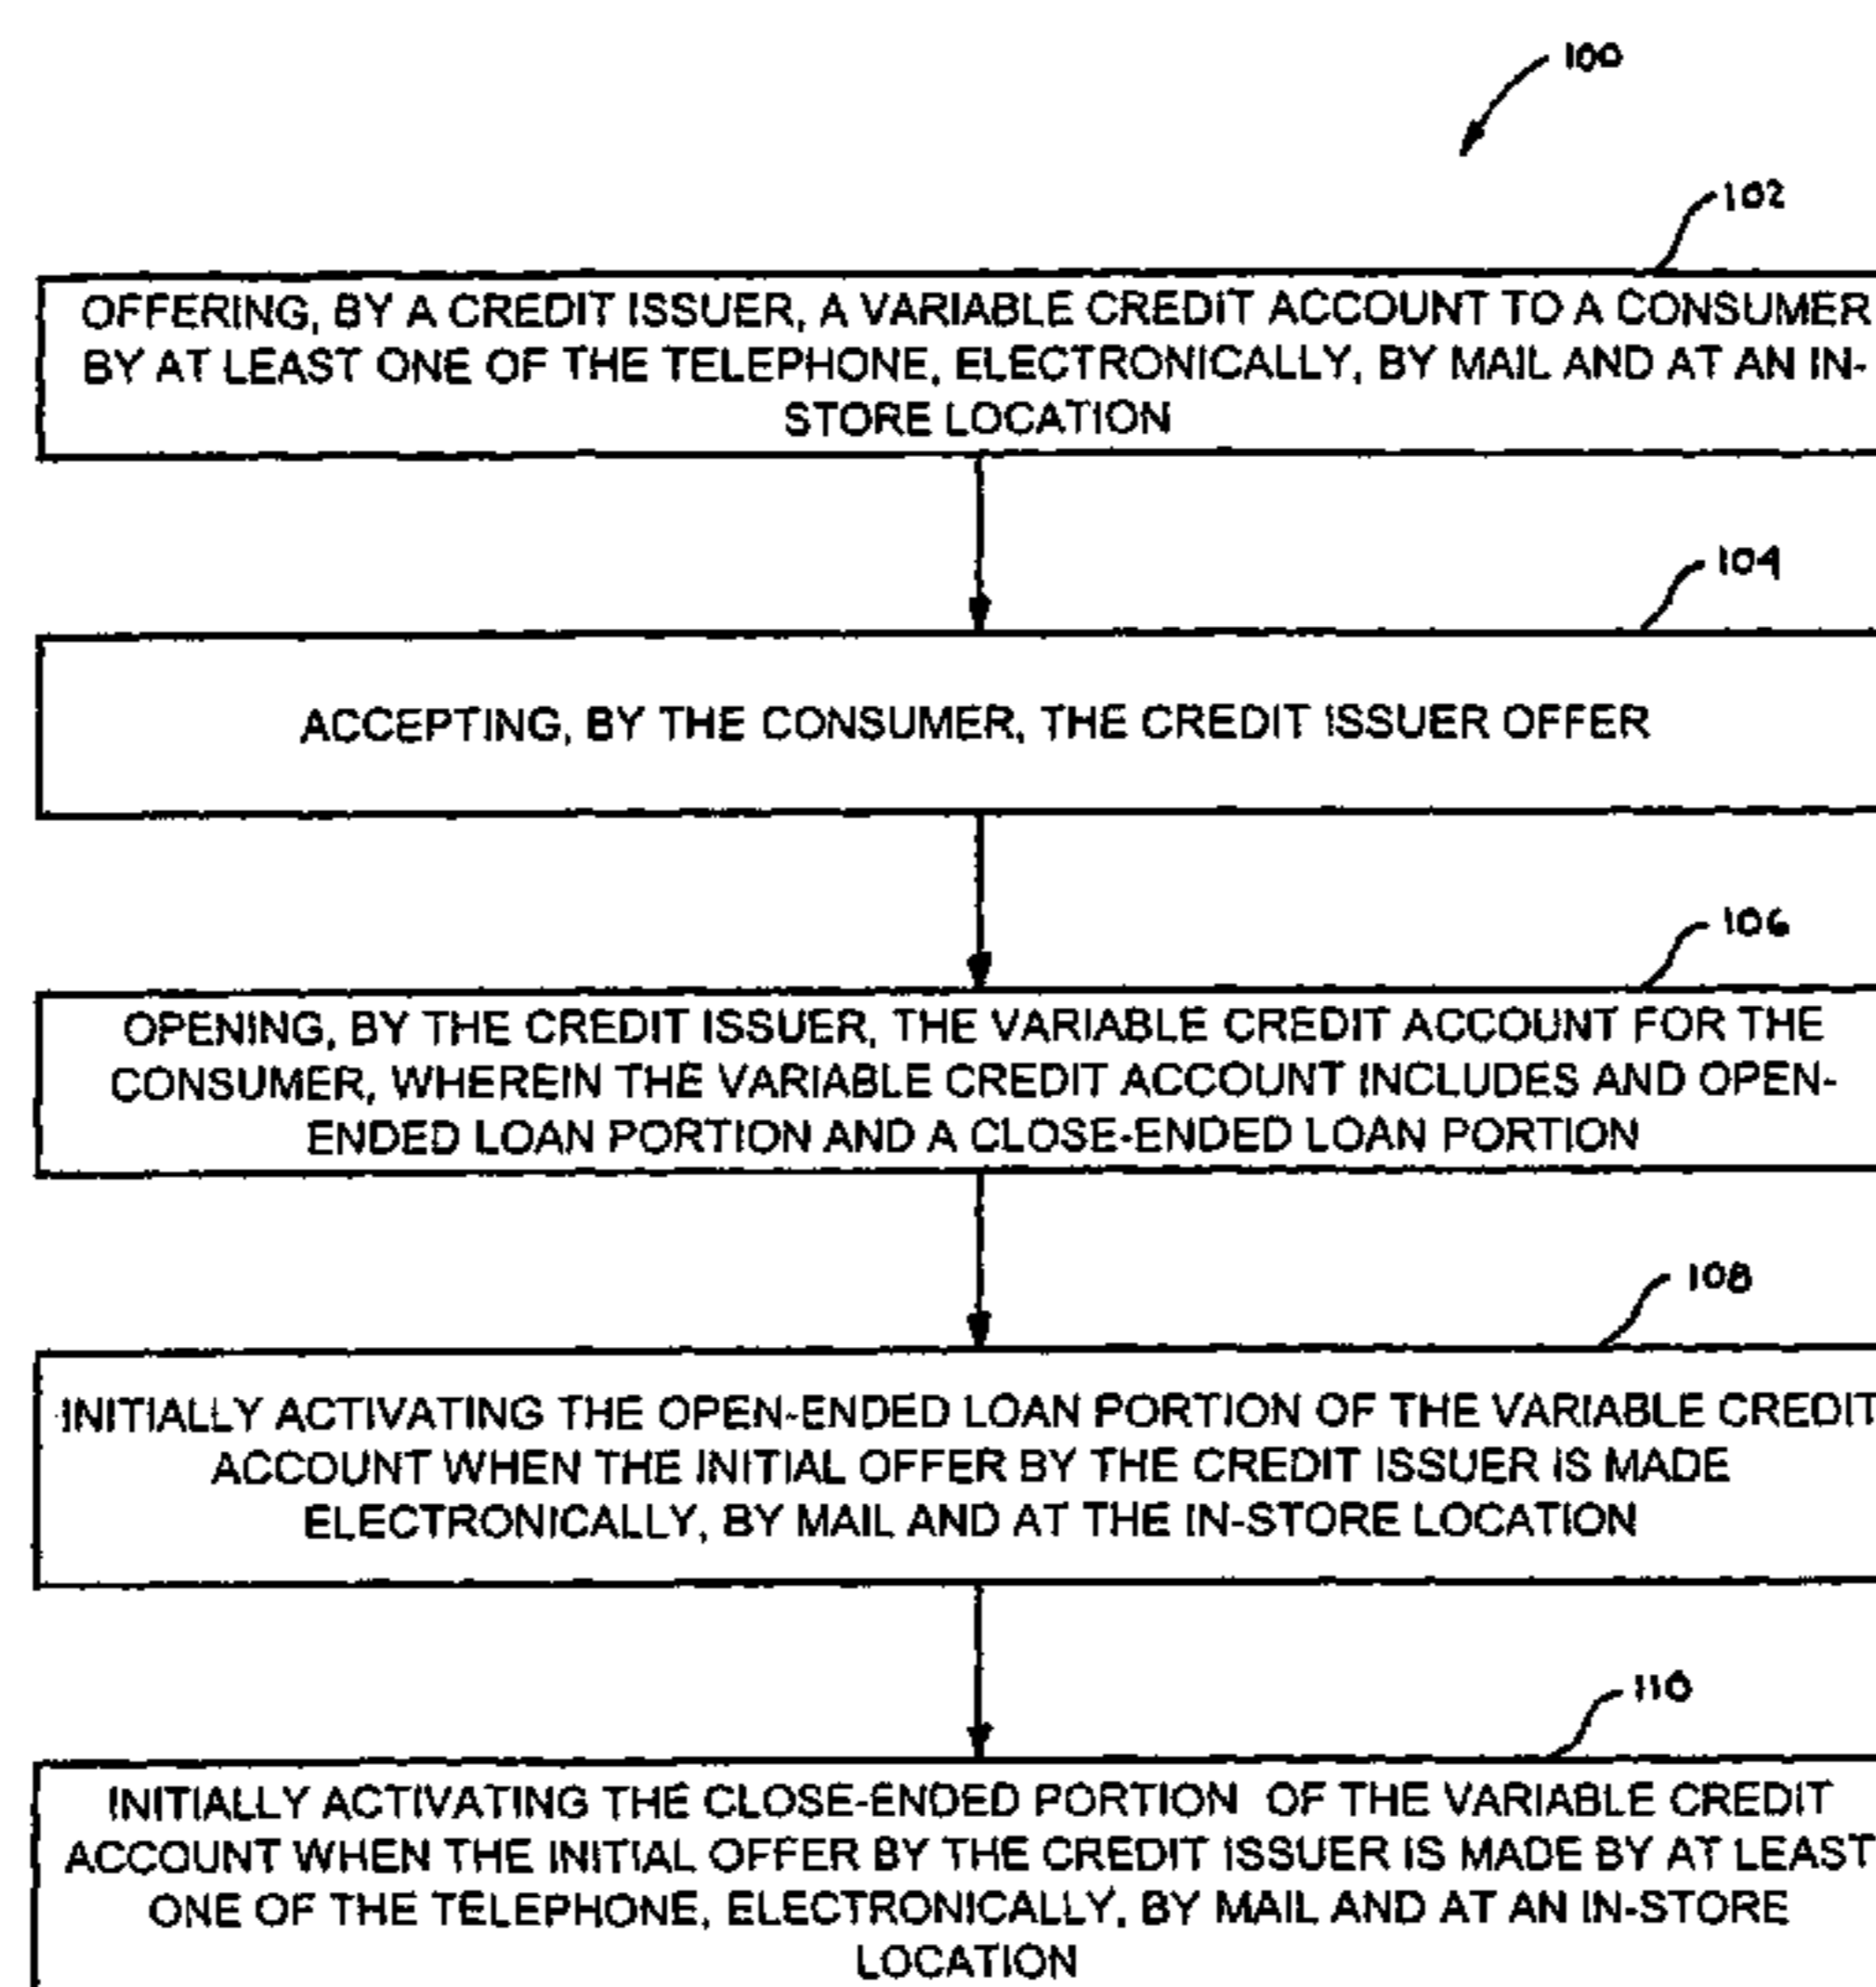 100
102
OFFERING, BY A CREDIT ISSUER, A VARIABLE CREDIT ACCOUNT TO A CONSUMER
BY AT LEAST ONE OF THE TELEPHONE, ELECTRONICALLY, BY MAIL AND AT AN IN-
STORE LOCATION
104
ACCEPTING, BY THE CONSUMER, THE CREDIT ISSUER OFFER
106
OPENING, BY THE CREDIT ISSUER, THE VARIABLE CREDIT ACCOUNT FOR THE
CONSUMER, WHEREIN THE VARIABLE CREDIT ACCOUNT INCLUDES AND OPEN-
ENDED LOAN PORTION AND A CLOSE-ENDED LOAN PORTION
108
INITIALLY ACTIVATING THE OPEN-ENDED LOAN PORTION OF THE VARIABLE CREDIT
ACCOUNT WHEN THE INITIAL OFFER BY THE CREDIT ISSUER IS MADE
ELECTRONICALLY, BY MAIL AND AT THE IN-STORE LOCATION
110
INITIALLY ACTIVATING THE CLOSE-ENDED PORTION OF THE VARIABLE CREDIT
ACCOUNT WHEN THE INITIAL OFFER BY THE CREDIT ISSUER IS MADE BY AT LEAST
ONE OF THE TELEPHONE, ELECTRONICALLY, BY MAIL AND AT AN IN-STORE
LOCATION